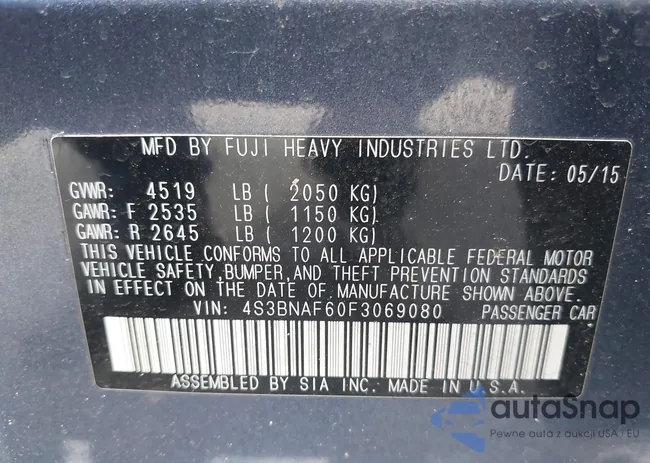 MFD BY FUJI HEAVY INDUSTRIES LTD.
DATE: 05/15
GVWR: 4519 LB ( 2050 KG)
GAWR: F 2535 LB ( 1150 KG)
GAWR: R 2645 LB ( 1200 KG)
THIS VEHICLE CONFORMS TO ALL APPLICABLE FEDERAL MOTOR
VEHICLE SAFETY, BUMPER, AND THEFT PREVENTION STANDARDS
IN EFFECT ON THE DATE OF MANUFACTURE SHOWN ABOVE.
VIN: 4S3BNAF60F3069080 PASSENGER CAR
ASSEMBLED BY SIA INC. MADE IN U.S.A.
autaSnap
Pewne auta z aukcji USA i EU